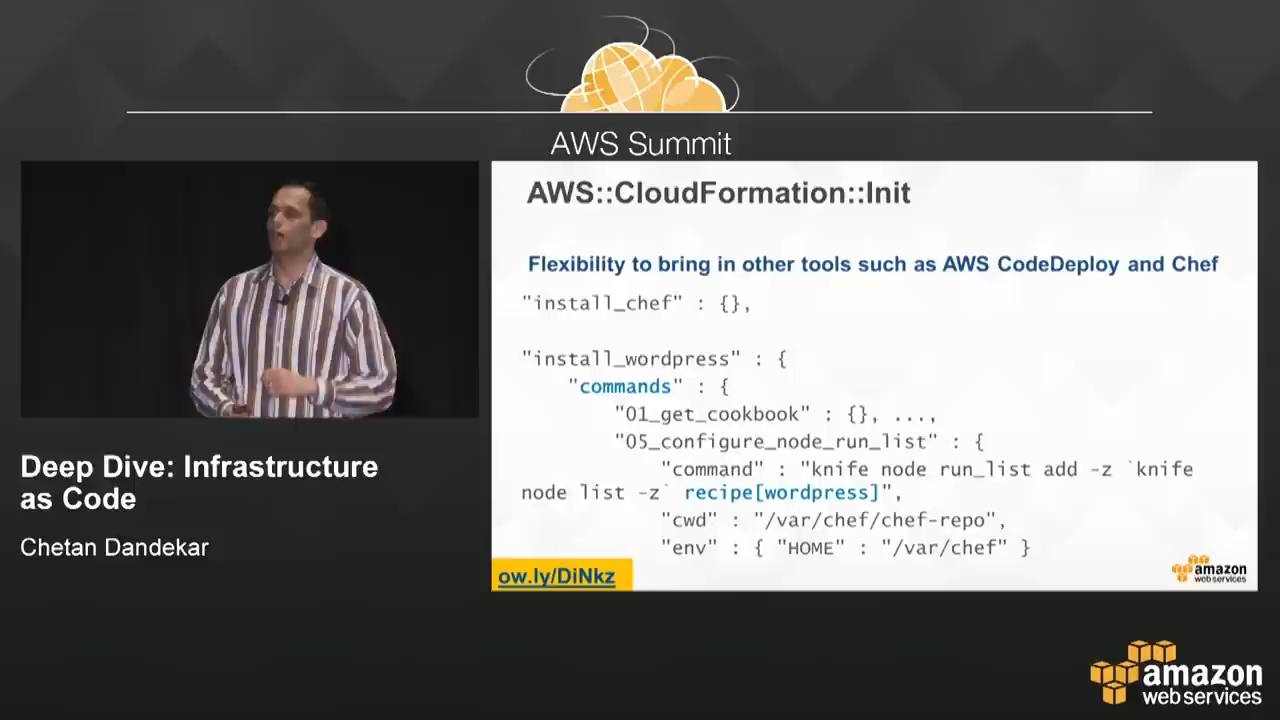 AWS Summit
AWS::CloudFormation::Init
Flexibility to bring in other tools such as AWS CodeDeploy and Chef
"install_chef" : {},
"install_wordpress" : {
"commands" : {
"01_get_cookbook" : {}, ...,
"05_configure_node_run_list" : {
"command" : "knife node run_list add -z `knife
node list -z` recipe[wordpress]",
"cwd" : "/var/chef/chef-repo",
"env" : { "HOME" : "/var/chef" }
ow.ly/DiNkz
amazon
web services
Deep Dive: Infrastructure
as Code
Chetan Dandekar
amazon
web services